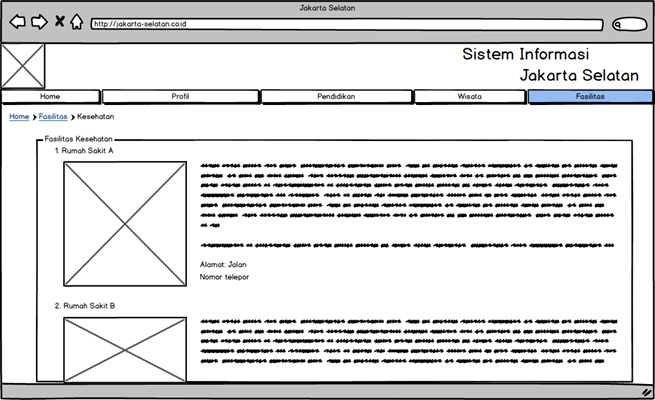 Jakarta Selatan
http://jakarta-selatan.co.id
Sistem Informasi
Jakarta Selatan
Home Profil Pendidikan Wisata Fasilitas
Home > Fasilitas > Kesehatan
Fasilitas Kesehatan
1. Rumah Sakit A
Alamat: Jalan
Nomor telepor
2. Rumah Sakit B